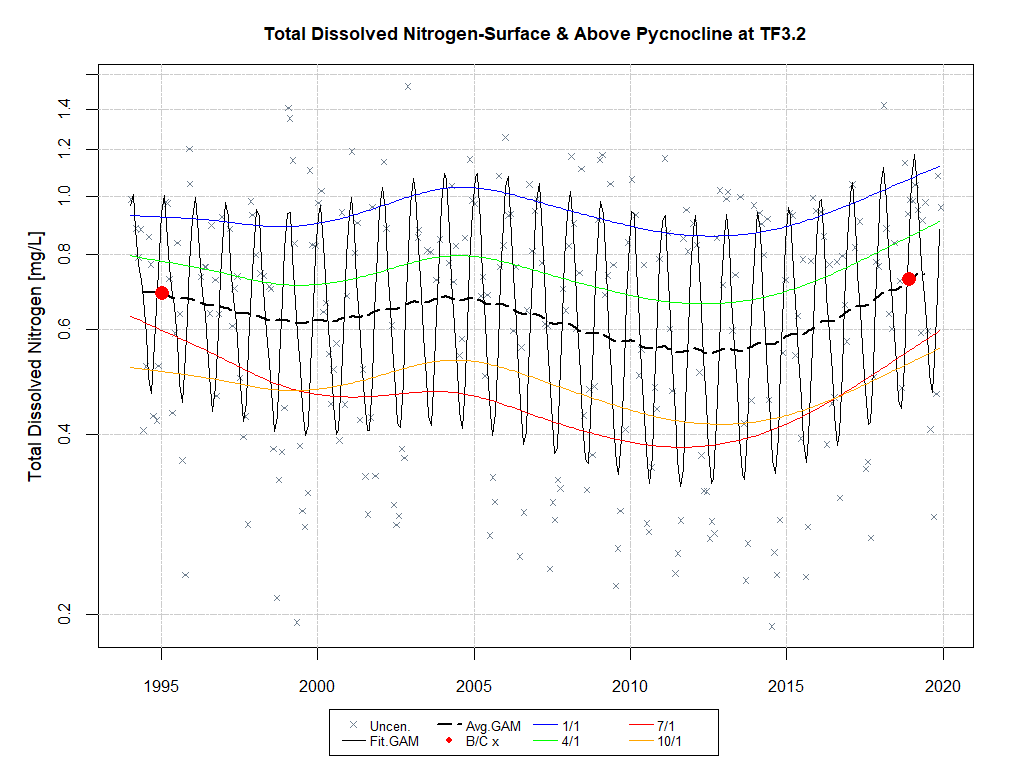 Total Dissolved Nitrogen-Surface & Above Pycnocline at TF3.2
Total Dissolved Nitrogen [mg/L]
1.4
1.2
1.0
0.8
0.6
0.4
0.2
1995 2000 2005 2010 2015 2020
Uncen. Avg.GAM 1/1 7/1
Fit.GAM B/C x 4/1 10/1